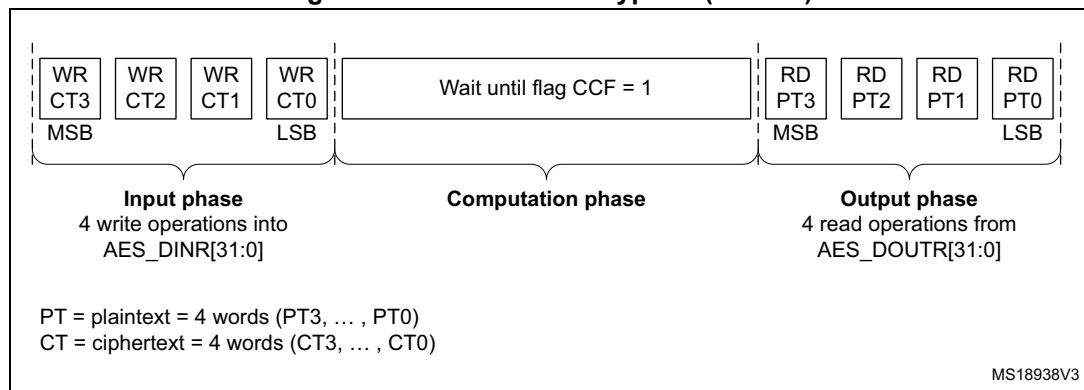 WR CT3
WR CT2
WR CT1
WR CT0
MSB
LSB
Wait until flag CCF = 1
RD PT3
RD PT2
RD PT1
RD PT0
MSB
LSB
Input phase
4 write operations into
AES_DINR[31:0]
Computation phase
Output phase
4 read operations from
AES_DOUTR[31:0]
PT = plaintext = 4 words (PT3, … , PT0)
CT = ciphertext = 4 words (CT3, … , CT0)
MS18938V3